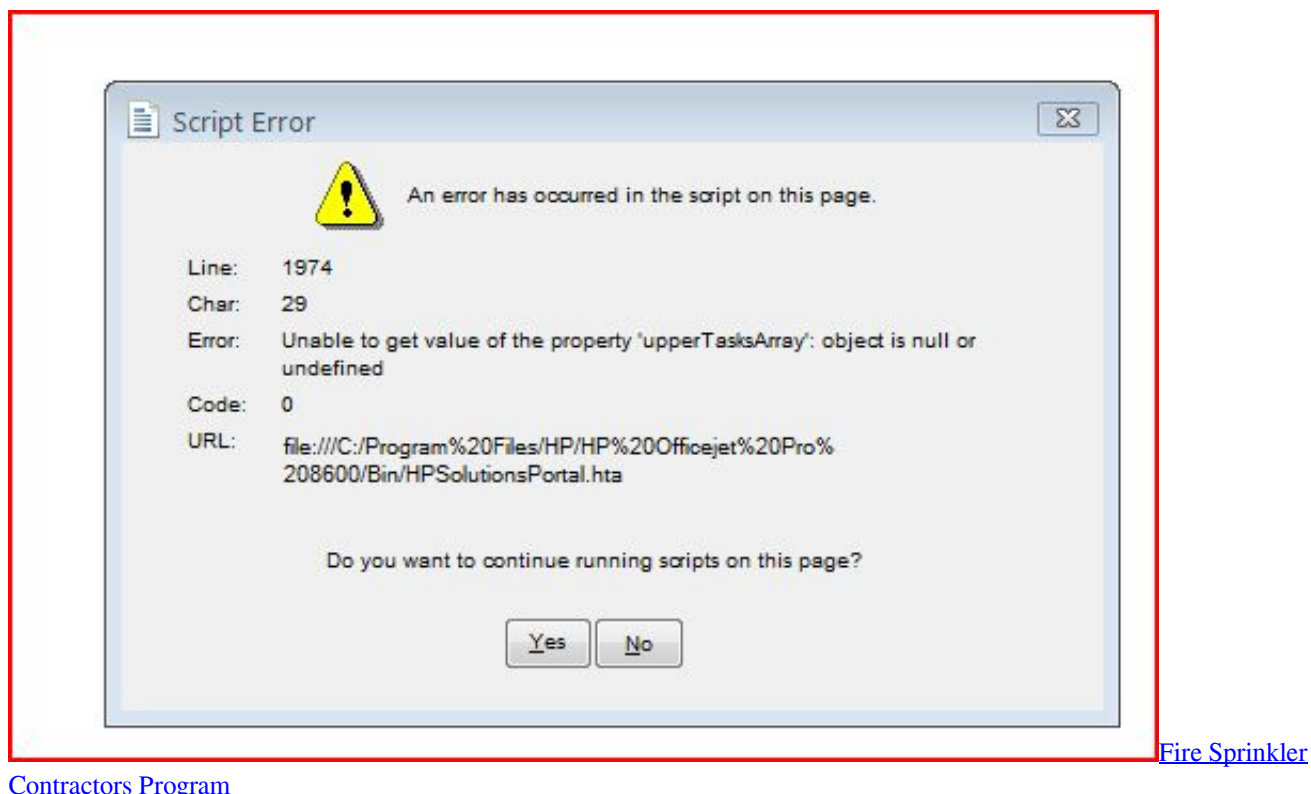 Script Error
An error has occurred in the script on this page.
Line: 1974
Char: 29
Error: Unable to get value of the property 'upperTasksArray': object is null or
undefined
Code: 0
URL: file:///C:/Program%20Files/HP/HP%20Officejet%20Pro%
208600/Bin/HPSolutionsPortal.hta
Do you want to continue running scripts on this page?
Yes No
Fire Sprinkler
Contractors Program